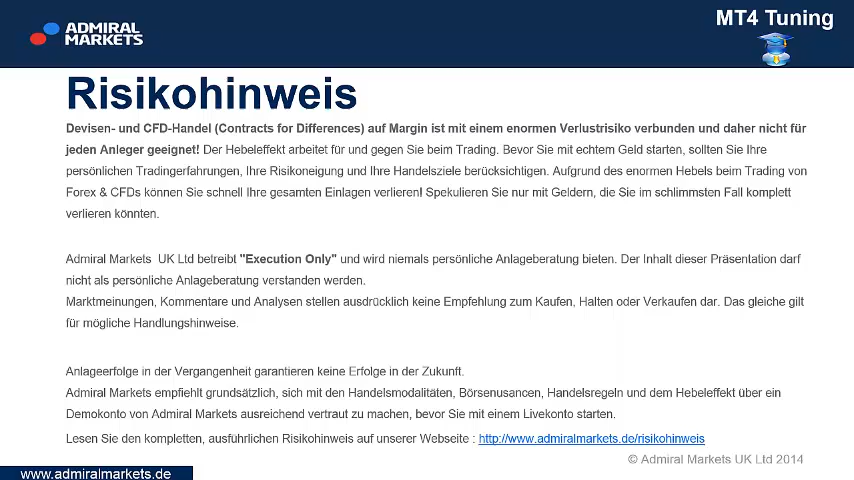 ADMIRAL
MARKETS
MT4 Tuning
Risikohinweis
Devisen- und CFD-Handel (Contracts for Differences) auf Margin ist mit einem enormen Verlustrisiko verbunden und daher nicht für
jeden Anleger geeignet! Der Hebeleffekt arbeitet für und gegen Sie beim Trading. Bevor Sie mit echtem Geld starten, sollten Sie Ihre
persönlichen Tradingerfahrungen, Ihre Risikoneigung und Ihre Handelsziele berücksichtigen. Aufgrund des enormen Hebels beim Trading von
Forex & CFDs können Sie schnell Ihre gesamten Einlagen verlieren! Spekulieren Sie nur mit Geldern, die Sie im schlimmsten Fall komplett
verlieren könnten.
Admiral Markets UK Ltd betreibt "Execution Only" und wird niemals persönliche Anlageberatung bieten. Der Inhalt dieser Präsentation darf
nicht als persönliche Anlageberatung verstanden werden.
Marktmeinungen, Kommentare und Analysen stellen ausdrücklich keine Empfehlung zum Kaufen, Halten oder Verkaufen dar. Das gleiche gilt
für mögliche Handlungshinweise.
Anlageerfolge in der Vergangenheit garantieren keine Erfolge in der Zukunft.
Admiral Markets empfiehlt grundsätzlich, sich mit den Handelsmodalitäten, Börsenusancen, Handelsregeln und dem Hebeleffekt über ein
Demokonto von Admiral Markets ausreichend vertraut zu machen, bevor Sie mit einem Livekonto starten.
Lesen Sie den kompletten, ausführlichen Risikohinweis auf unserer Webseite : http://www.admiralmarkets.de/risikohinweis
© Admiral Markets UK Ltd 2014
www.admiralmarkets.de